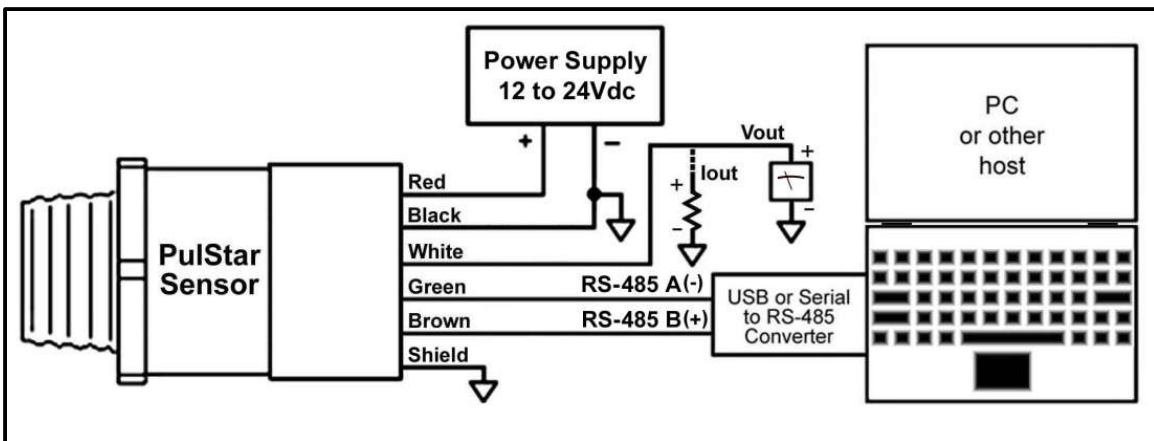 Power Supply
12 to 24Vdc
+
−
Vout
+
−
Iout
+
−
PC
or other
host
PulStar
Sensor
Red
Black
White
Green
Brown
Shield
RS-485 A(-)
RS-485 B(+)
USB or Serial
to RS-485
Converter